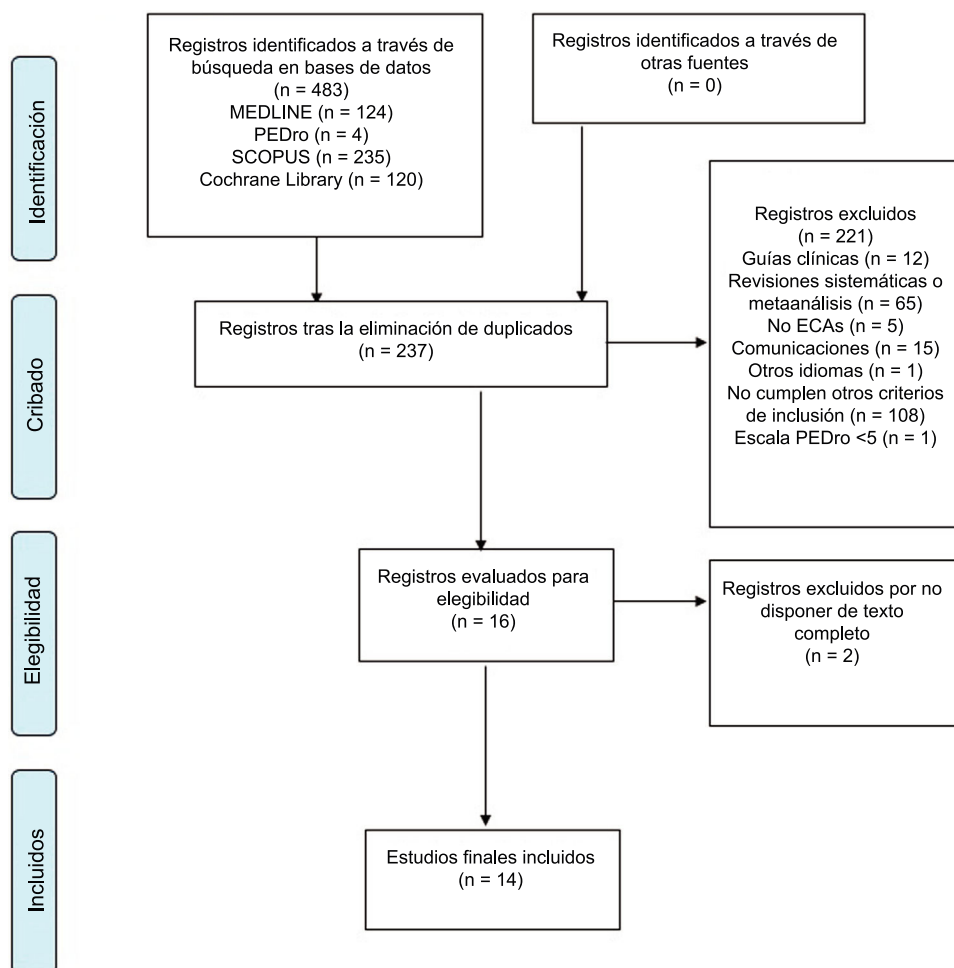 Identificación
Registros identificados a través de
búsqueda en bases de datos
(n = 483)
MEDLINE (n = 124)
PEDro (n = 4)
SCOPUS (n = 235)
Cochrane Library (n = 120)
Registros identificados a través de
otras fuentes
(n = 0)
Cribado
Registros tras la eliminación de duplicados
(n = 237)
Registros excluidos
(n = 221)
Guías clínicas (n = 12)
Revisiones sistemáticas o
metaanálisis (n = 65)
No ECAs (n = 5)
Comunicaciones (n = 15)
Otros idiomas (n = 1)
No cumplen otros criterios
de inclusión (n = 108)
Escala PEDro <5 (n = 1)
Elegibilidad
Registros evaluados para
elegibilidad
(n = 16)
Registros excluidos por no
disponer de texto
completo
(n = 2)
Incluidos
Estudios finales incluidos
(n = 14)